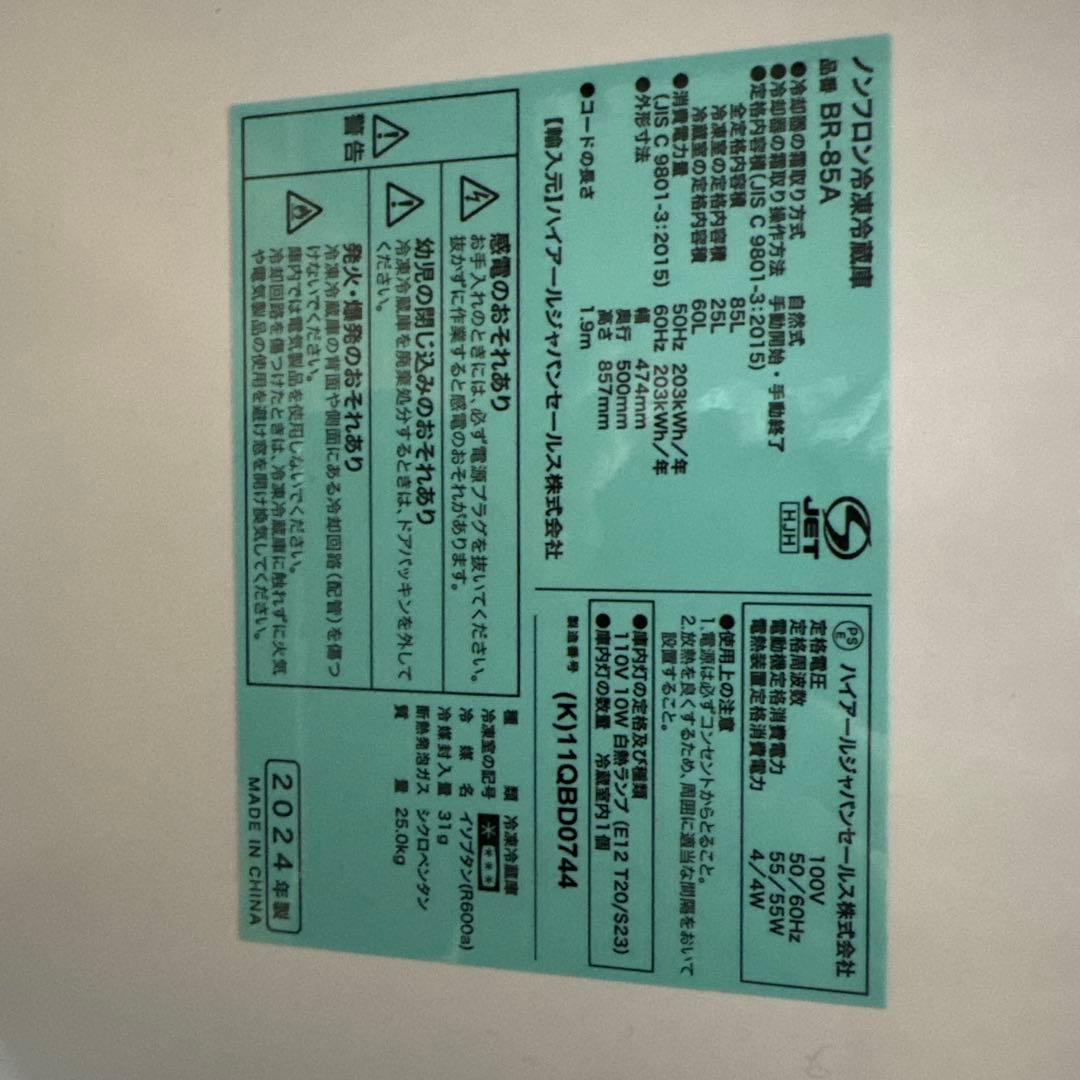 ノンフロン冷凍冷蔵庫
品番 BR-85A
●冷却器の霜取り方式 自然式
●冷却器の霜取り操作方法 手動開始・手動終了
●定格内容積(JIS C 9801-3:2015)
全定格内容積 85L
冷凍室の定格内容積 25L
冷蔵室の定格内容積 60L
●消費電力量 50Hz 203kWh/年
(JIS C 9801-3:2015) 60Hz 203kWh/年
●外形寸法 幅 474mm
奥行 500mm
高さ 857mm
●コードの長さ 1.9m
【輸入元】ハイアールジャパンセールス株式会社
JET
HJH
PS
E
ハイアールジャパンセールス株式会社
定格電圧 100V
定格周波数 50/60Hz
電動機定格消費電力 55/55W
電熱装置定格消費電力 4/4W
●使用上の注意
1.電源は必ずコンセントからとること。
2.放熱を良くするため、周囲に適当な間隔をおいて
設置すること。
●庫内灯の定格及び種類
110V 10W 白熱ランプ (E12 T20/S23)
●庫内灯の数量 冷蔵室内1個
製造番号 (K)11QBD0744
警告
感電のおそれあり
お手入れのときには、必ず電源プラグを抜いてください。
抜かずに作業すると感電のおそれがあります。
幼児の閉じ込みのおそれあり
冷凍冷蔵庫を廃棄処分するときは、ドアパッキンを外して
ください。
発火・爆発のおそれあり
冷凍冷蔵庫の背面や側面にある冷却回路(配管)を傷つ
けないでください。
庫内では電気製品を使用しないでください。
冷却回路を傷つけたときは、冷凍冷蔵庫に触れずに火気
や電気製品の使用を避け窓を開け換気してください。
種類 冷凍冷蔵庫
冷凍室の記号 * ***
冷媒名 イソブタン(R600a)
冷媒封入量 31g
断熱発泡ガス シクロペンタン
質量 25.0kg
2024年製
MADE IN CHINA